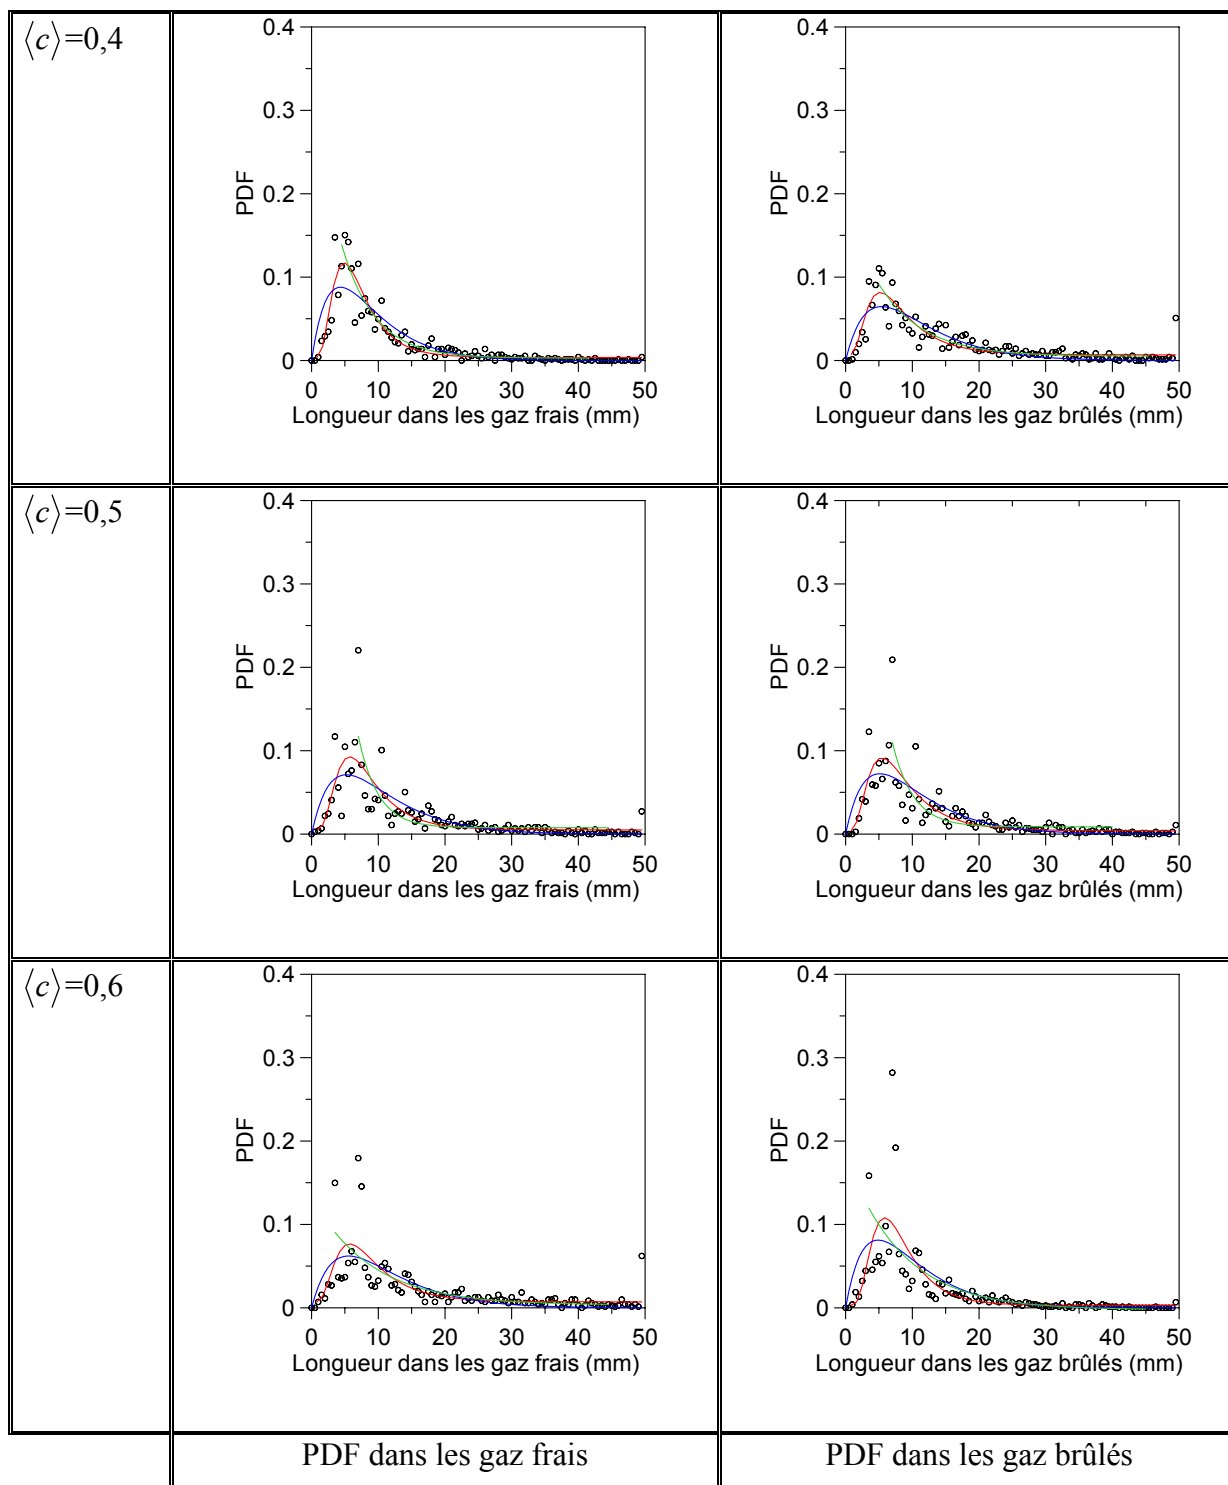 ⟨c⟩=0,4
0.4
0.3
0.2
0.1
0
PDF
0 10 20 30 40 50
Longueur dans les gaz frais (mm)
0.4
0.3
0.2
0.1
0
PDF
0 10 20 30 40 50
Longueur dans les gaz brûlés (mm)
⟨c⟩=0,5
0.4
0.3
0.2
0.1
0
PDF
0 10 20 30 40 50
Longueur dans les gaz frais (mm)
0.4
0.3
0.2
0.1
0
PDF
0 10 20 30 40 50
Longueur dans les gaz brûlés (mm)
⟨c⟩=0,6
0.4
0.3
0.2
0.1
0
PDF
0 10 20 30 40 50
Longueur dans les gaz frais (mm)
0.4
0.3
0.2
0.1
0
PDF
0 10 20 30 40 50
Longueur dans les gaz brûlés (mm)
PDF dans les gaz frais
PDF dans les gaz brûlés